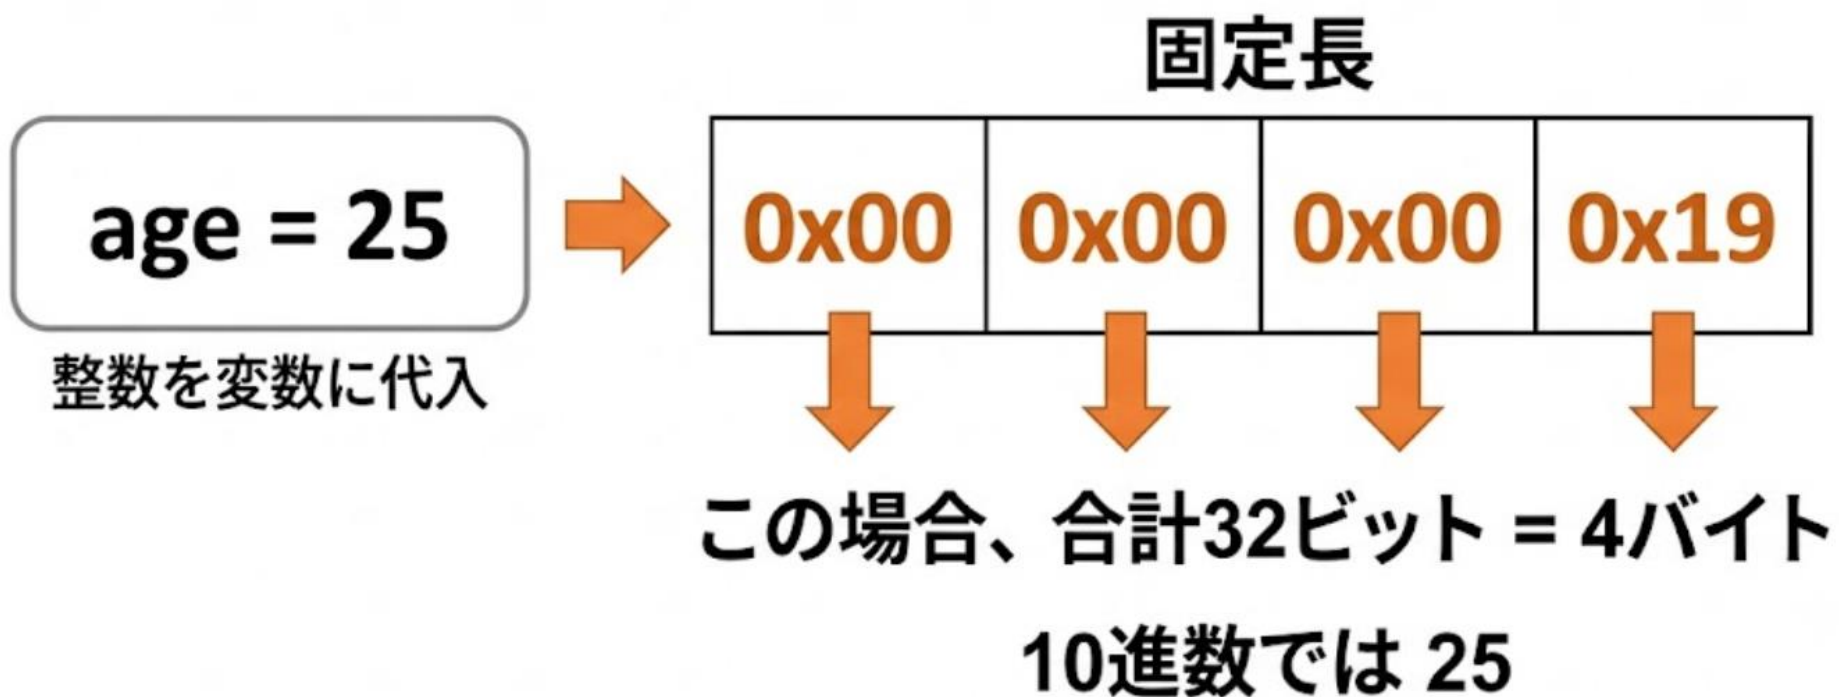 固定長
age = 25
0x00 0x00 0x00 0x19
整数を変数に代入
この場合、合計32ビット = 4バイト
10進数では 25